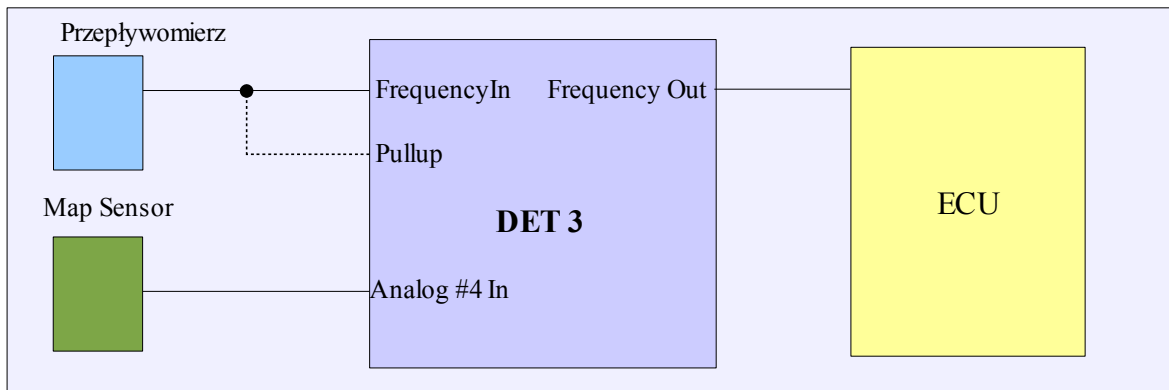 Przepływomierz
FrequencyIn
Frequency Out
Pullup
Map Sensor
ECU
DET 3
Analog #4 In